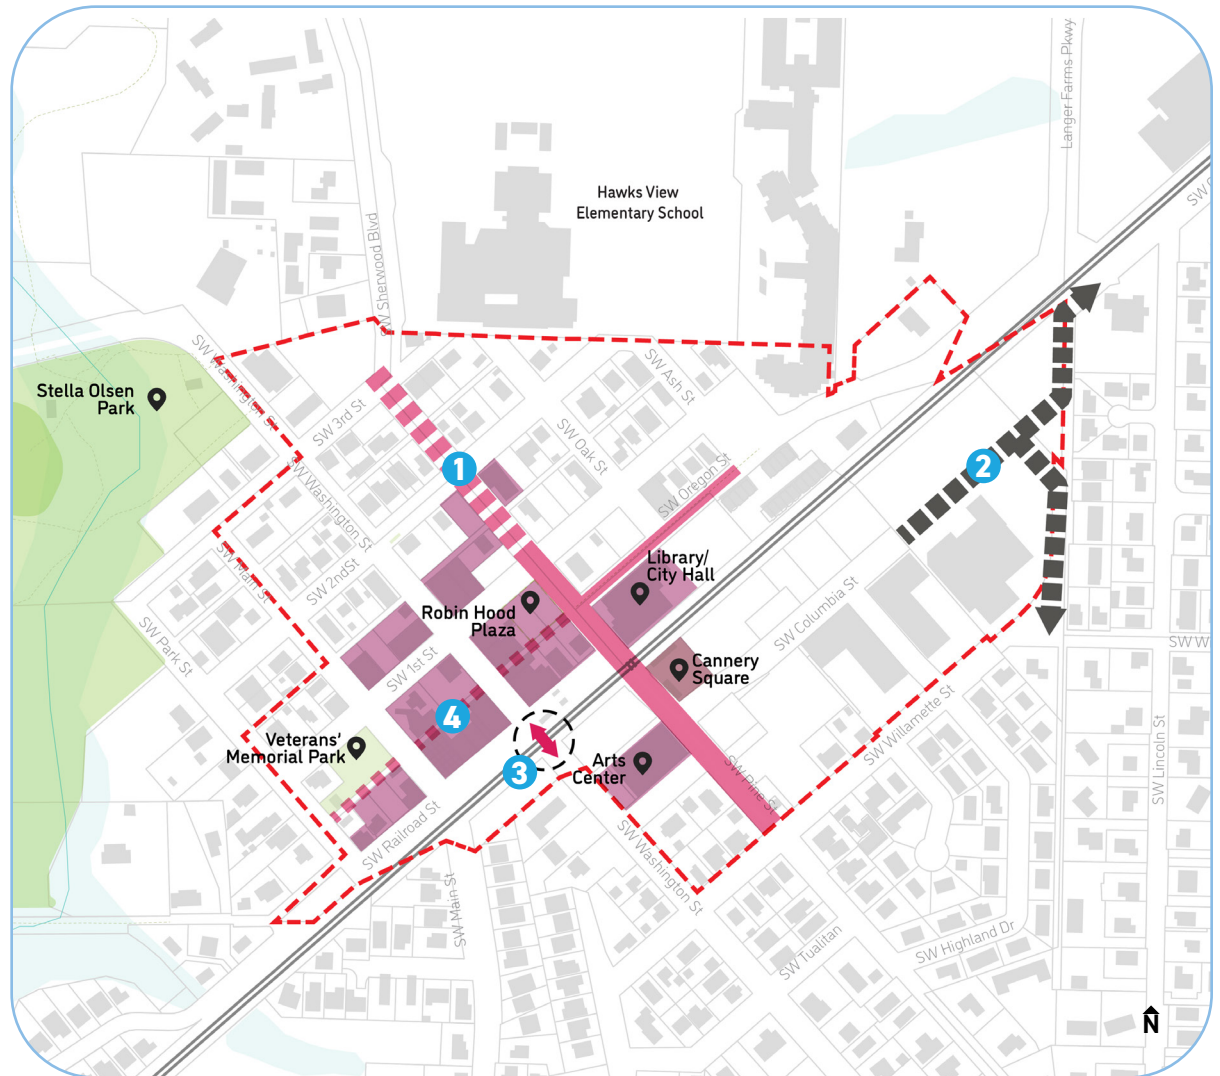 Langer Farms Pkwy
Hawks View
Elementary School
SW Sherwood Blvd
SW Washington St
Stella Olsen
Park
SW 3rd St
SW Ash St
SW Oak St
1
2
SW Oregon St
SW Washington St
SW Main St
SW 2ndSt
Library/
City Hall
Robin Hood
Plaza
SW Columbia St
SW Park St
SW 1st St
Cannery
Square
SW W
4
SW Willamette St
Veterans'
Memorial Park
3
Arts
Center
SW Pine St
SW Lincoln St
SW Railroad St
SW Washington St
SW Main St
SW Highland Dr
SW Tualitan
N